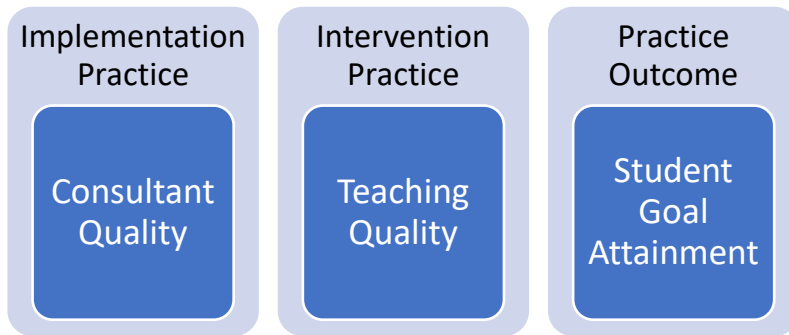 Implementation
Practice
Consultant
Quality
Intervention
Practice
Teaching
Quality
Practice
Outcome
Student
Goal
Attainment